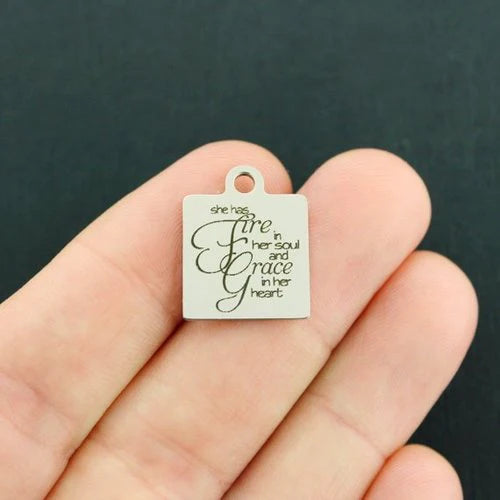 she has
Fire
in
her soul
and
Grace
in her
heart